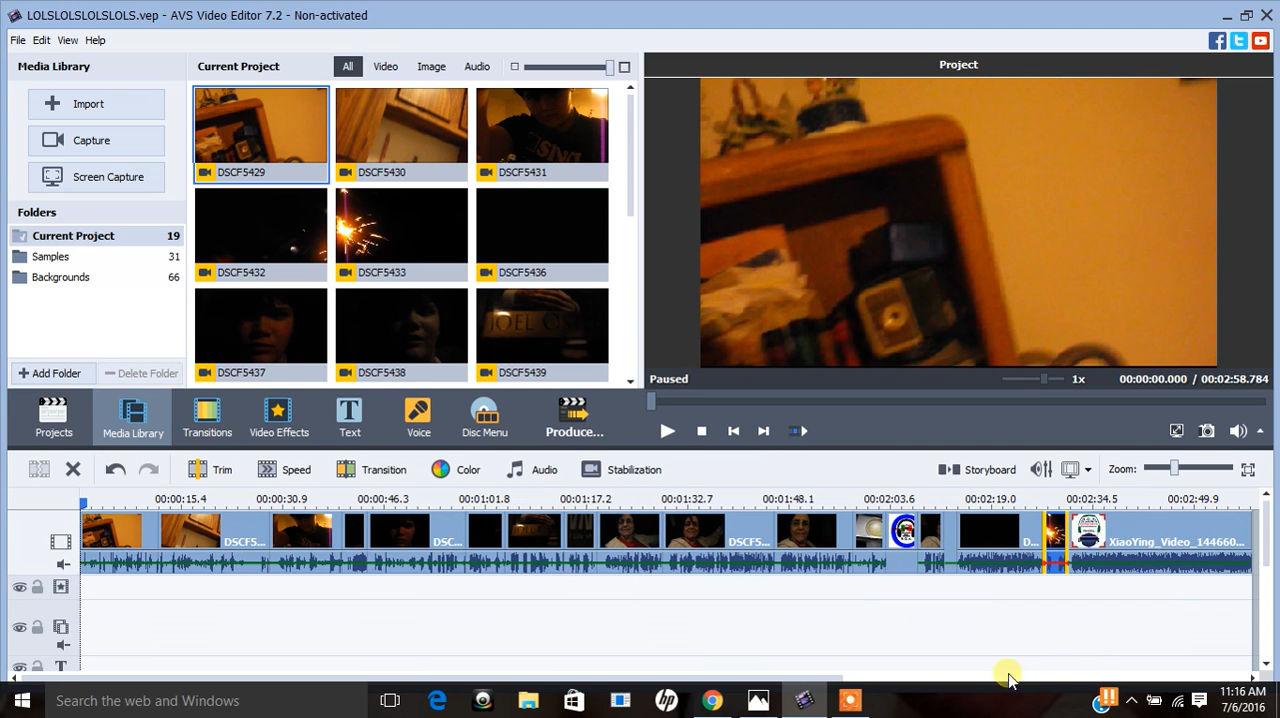 LOLSLOLSLOLSLOLS.vep - AVS Video Editor 7.2 - Non-activated
File Edit View Help
Media Library
Current Project
All Video Image Audio
Project
Import
Capture
Screen Capture
Folders
Current Project 19
Samples 31
Backgrounds 66
+ Add Folder
Delete Folder
DSCF5429
DSCF5430
DSCF5431
DSCF5432
DSCF5433
DSCF5436
DSCF5437
DSCF5438
DSCF5439
Paused
1x
00:00:00.000 / 00:02:58.784
Projects
Media Library
Transitions
Video Effects
Text
Voice
Disc Menu
Produce...
Trim
Speed
Transition
Color
Audio
Stabilization
Storyboard
Zoom:
00:00:15.4 00:00:30.9 00:00:46.3 00:01:01.8 00:01:17.2 00:01:32.7 00:01:48.1 00:02:03.6 00:02:19.0 00:02:34.5 00:02:49.9
DSCF5... DSC... DSCF5... D... XiaoYing_Video_144660...
Search the web and Windows
11:16 AM
7/6/2016